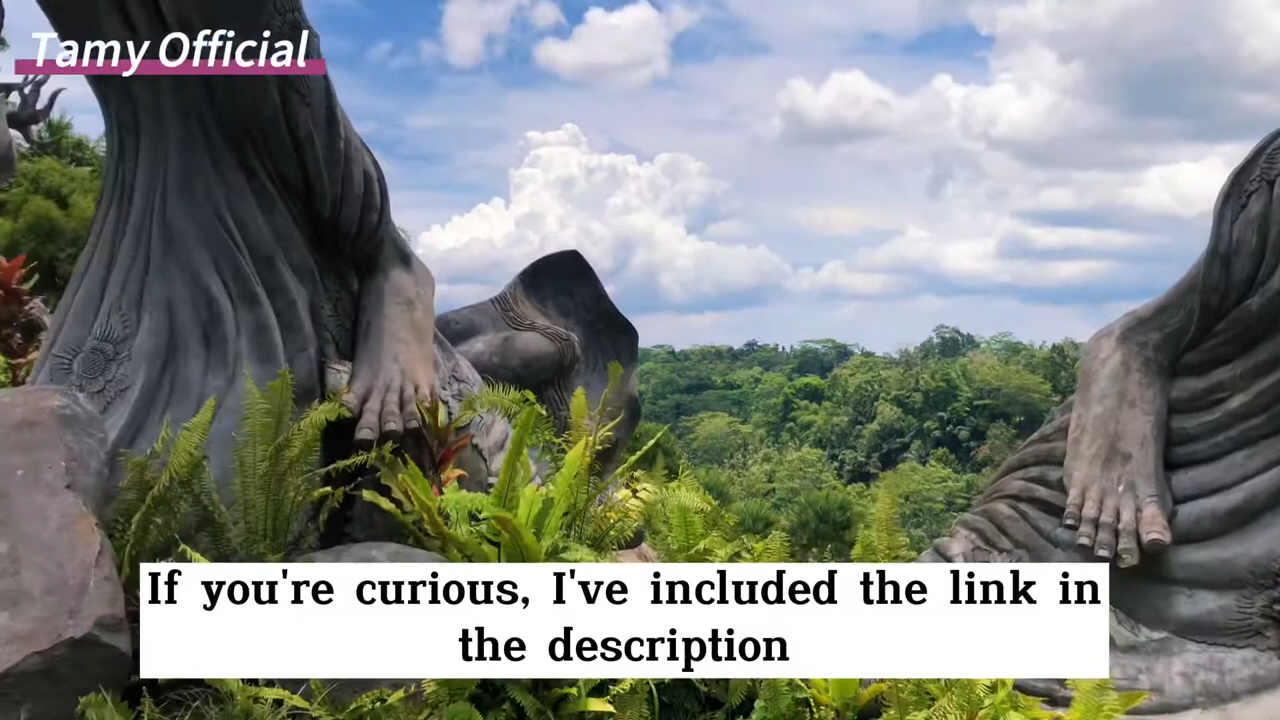 Tamy Official
If you're curious, I've included the link in
the description